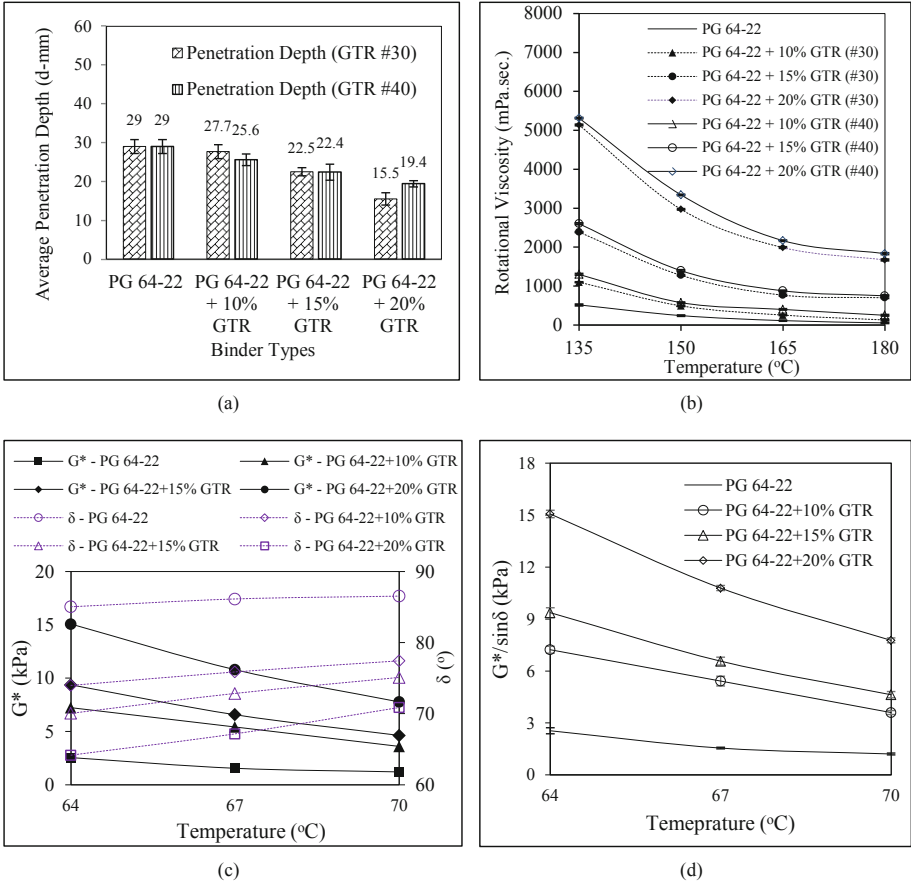 (a)
Average Penetration Depth (d-mm)
60
50
40
30
20
10
0
Penetration Depth (GTR #30)
Penetration Depth (GTR #40)
29 29
27.7 25.6
22.5 22.4
15.5 19.4
PG 64-22 PG 64-22 PG 64-22 PG 64-22
+ 10% + 15% + 20%
GTR GTR GTR
Binder Types
(b)
Rotational Viscosity (mPa.sec.)
8000
7000
6000
5000
4000
3000
2000
1000
0
PG 64-22
PG 64-22 + 10% GTR (#30)
PG 64-22 + 15% GTR (#30)
PG 64-22 + 20% GTR (#30)
PG 64-22 + 10% GTR (#40)
PG 64-22 + 15% GTR (#40)
PG 64-22 + 20% GTR (#40)
135 150 165 180
Temperature (°C)
(c)
G* - PG 64-22 G* - PG 64-22+10% GTR
G* - PG 64-22+15% GTR G* - PG 64-22+20% GTR
δ - PG 64-22 δ - PG 64-22+10% GTR
δ - PG 64-22+15% GTR δ - PG 64-22+20% GTR
G* (kPa)
20
15
10
5
0
90
80
70
60
δ (°)
64 67 70
Temperature (°C)
(d)
G*/sinδ (kPa)
18
15
12
9
6
3
0
PG 64-22
PG 64-22+10% GTR
PG 64-22+15% GTR
PG 64-22+20% GTR
64 67 70
Temeprature (°C)